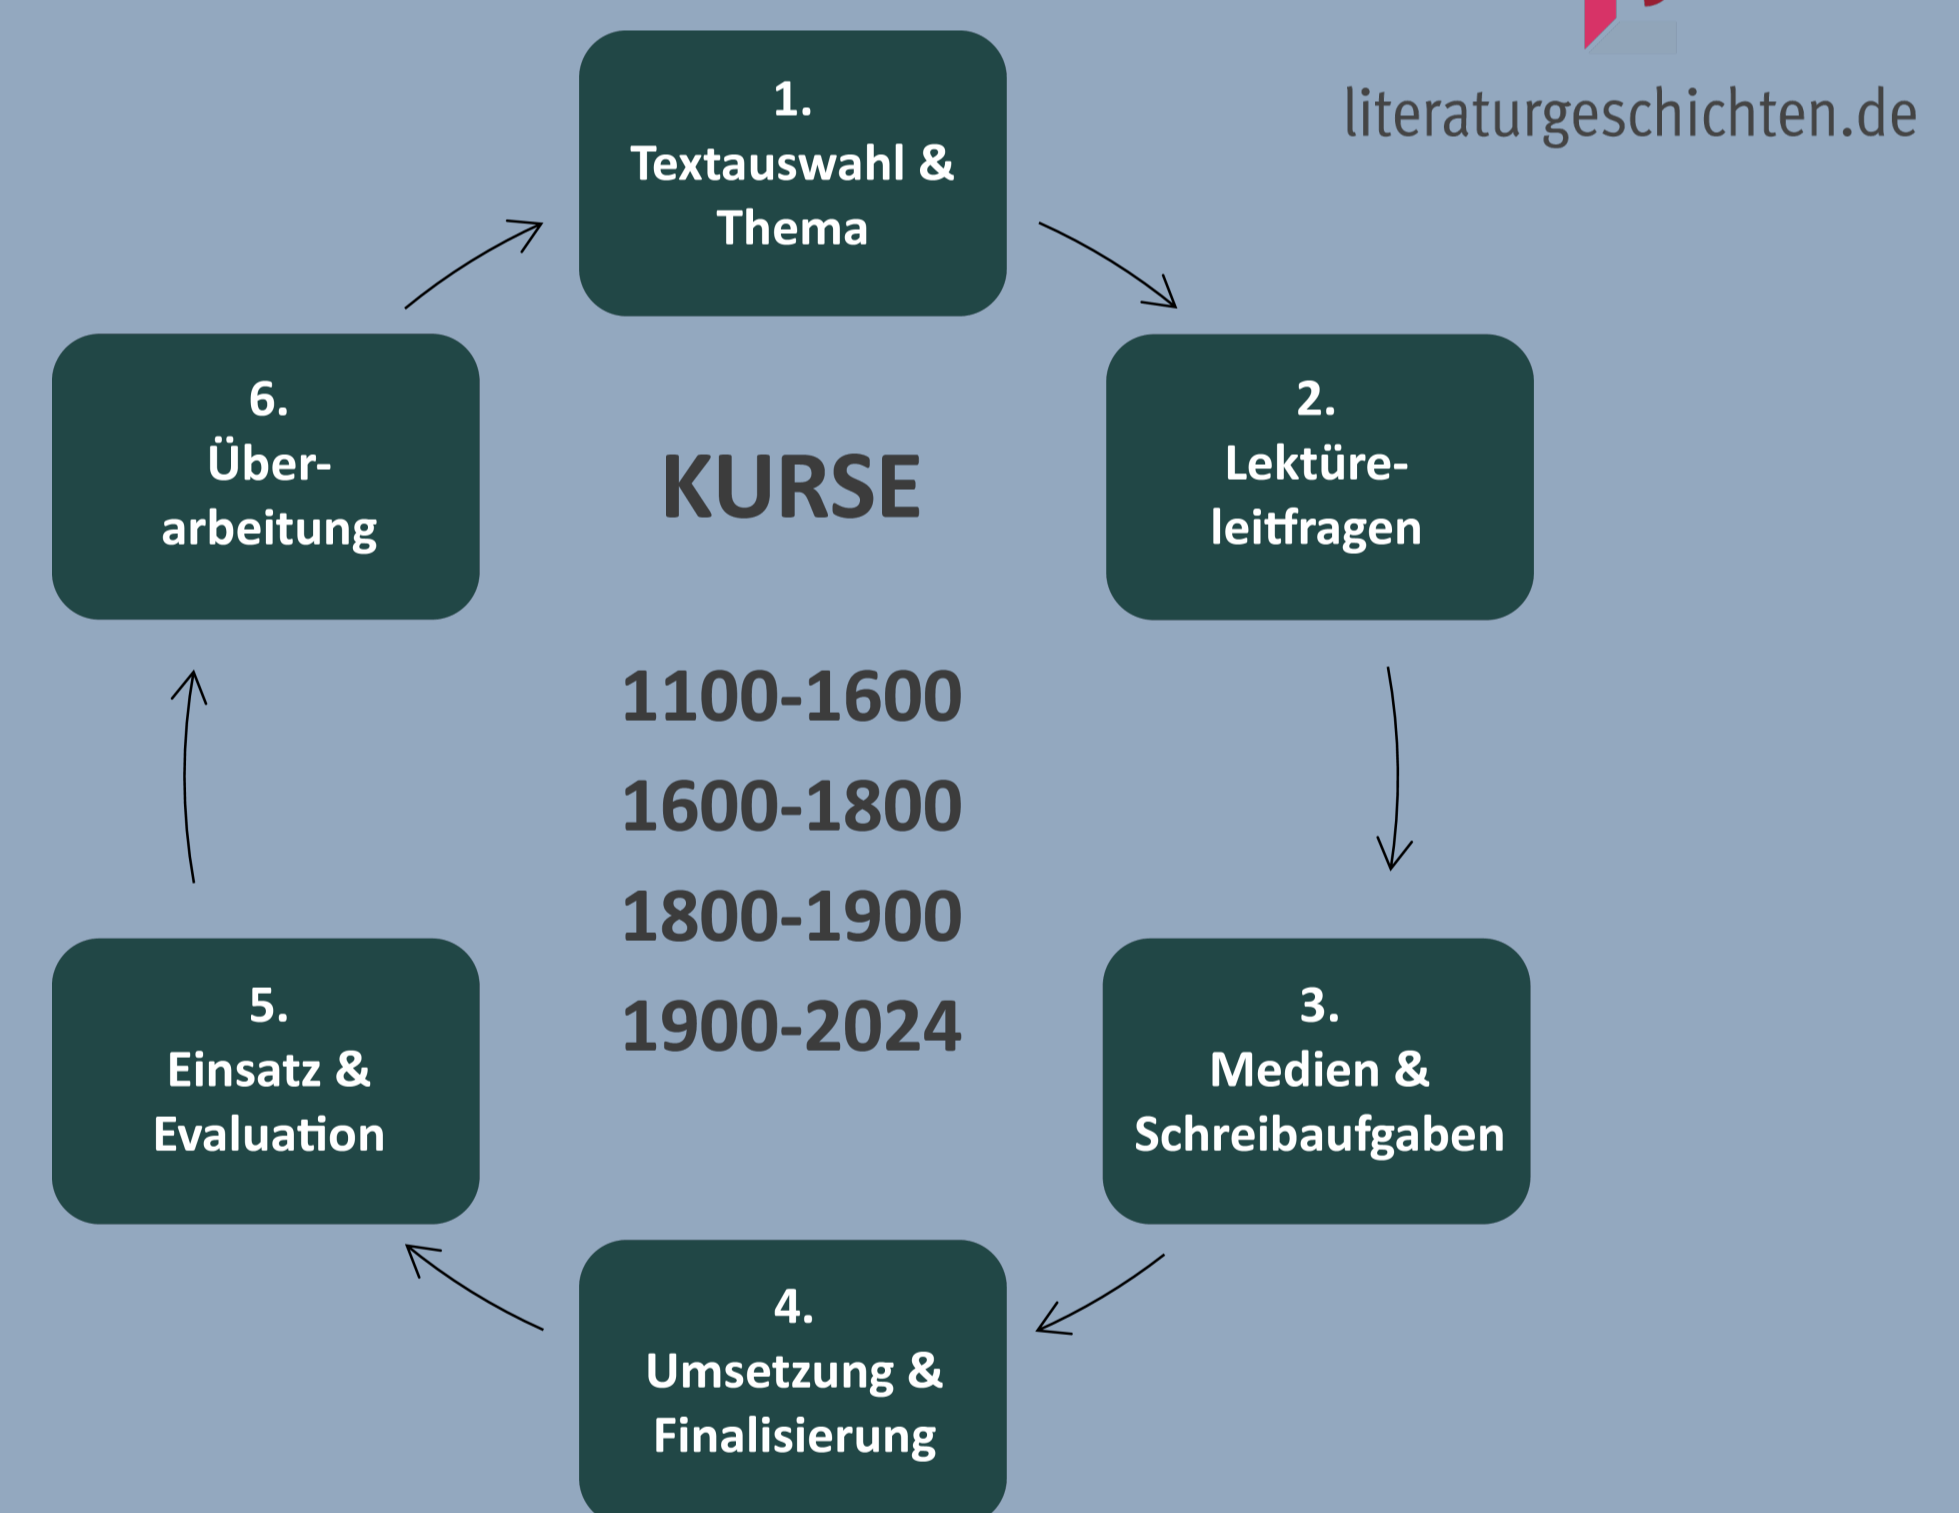 literaturgeschichten.de
1.
Textauswahl &
Thema
2.
Lektüre-
leitfragen
3.
Medien &
Schreibaufgaben
4.
Umsetzung &
Finalisierung
5.
Einsatz &
Evaluation
6.
Über-
arbeitung
KURSE
1100-1600
1600-1800
1800-1900
1900-2024